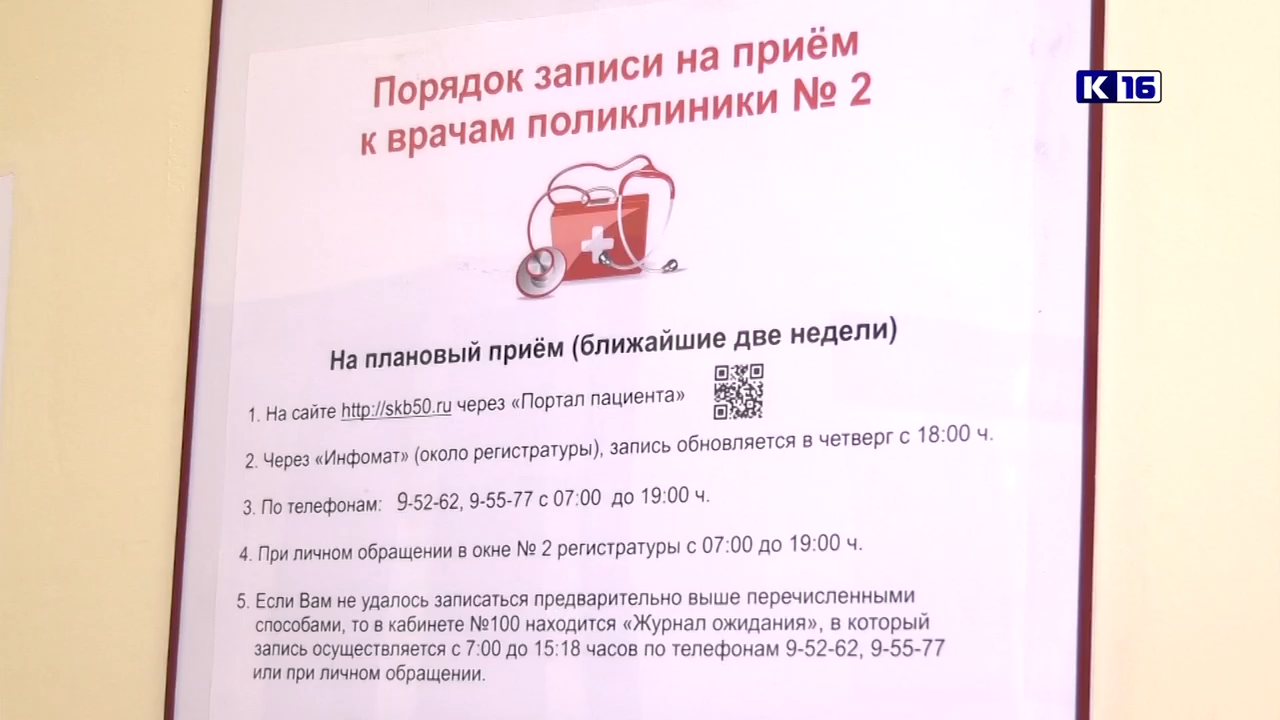 Порядок записи на приём
к врачам поликлиники № 2
К 16
На плановый приём (ближайшие две недели)
1. На сайте http://skb50.ru через «Портал пациента»
2. Через «Инфомат» (около регистратуры), запись обновляется в четверг с 18:00 ч.
3. По телефонам: 9-52-62, 9-55-77 с 07:00 до 19:00 ч.
4. При личном обращении в окне № 2 регистратуры с 07:00 до 19:00 ч.
5. Если Вам не удалось записаться предварительно выше перечисленными
способами, то в кабинете №100 находится «Журнал ожидания», в который
запись осуществляется с 7:00 до 15:18 часов по телефонам 9-52-62, 9-55-77
или при личном обращении.